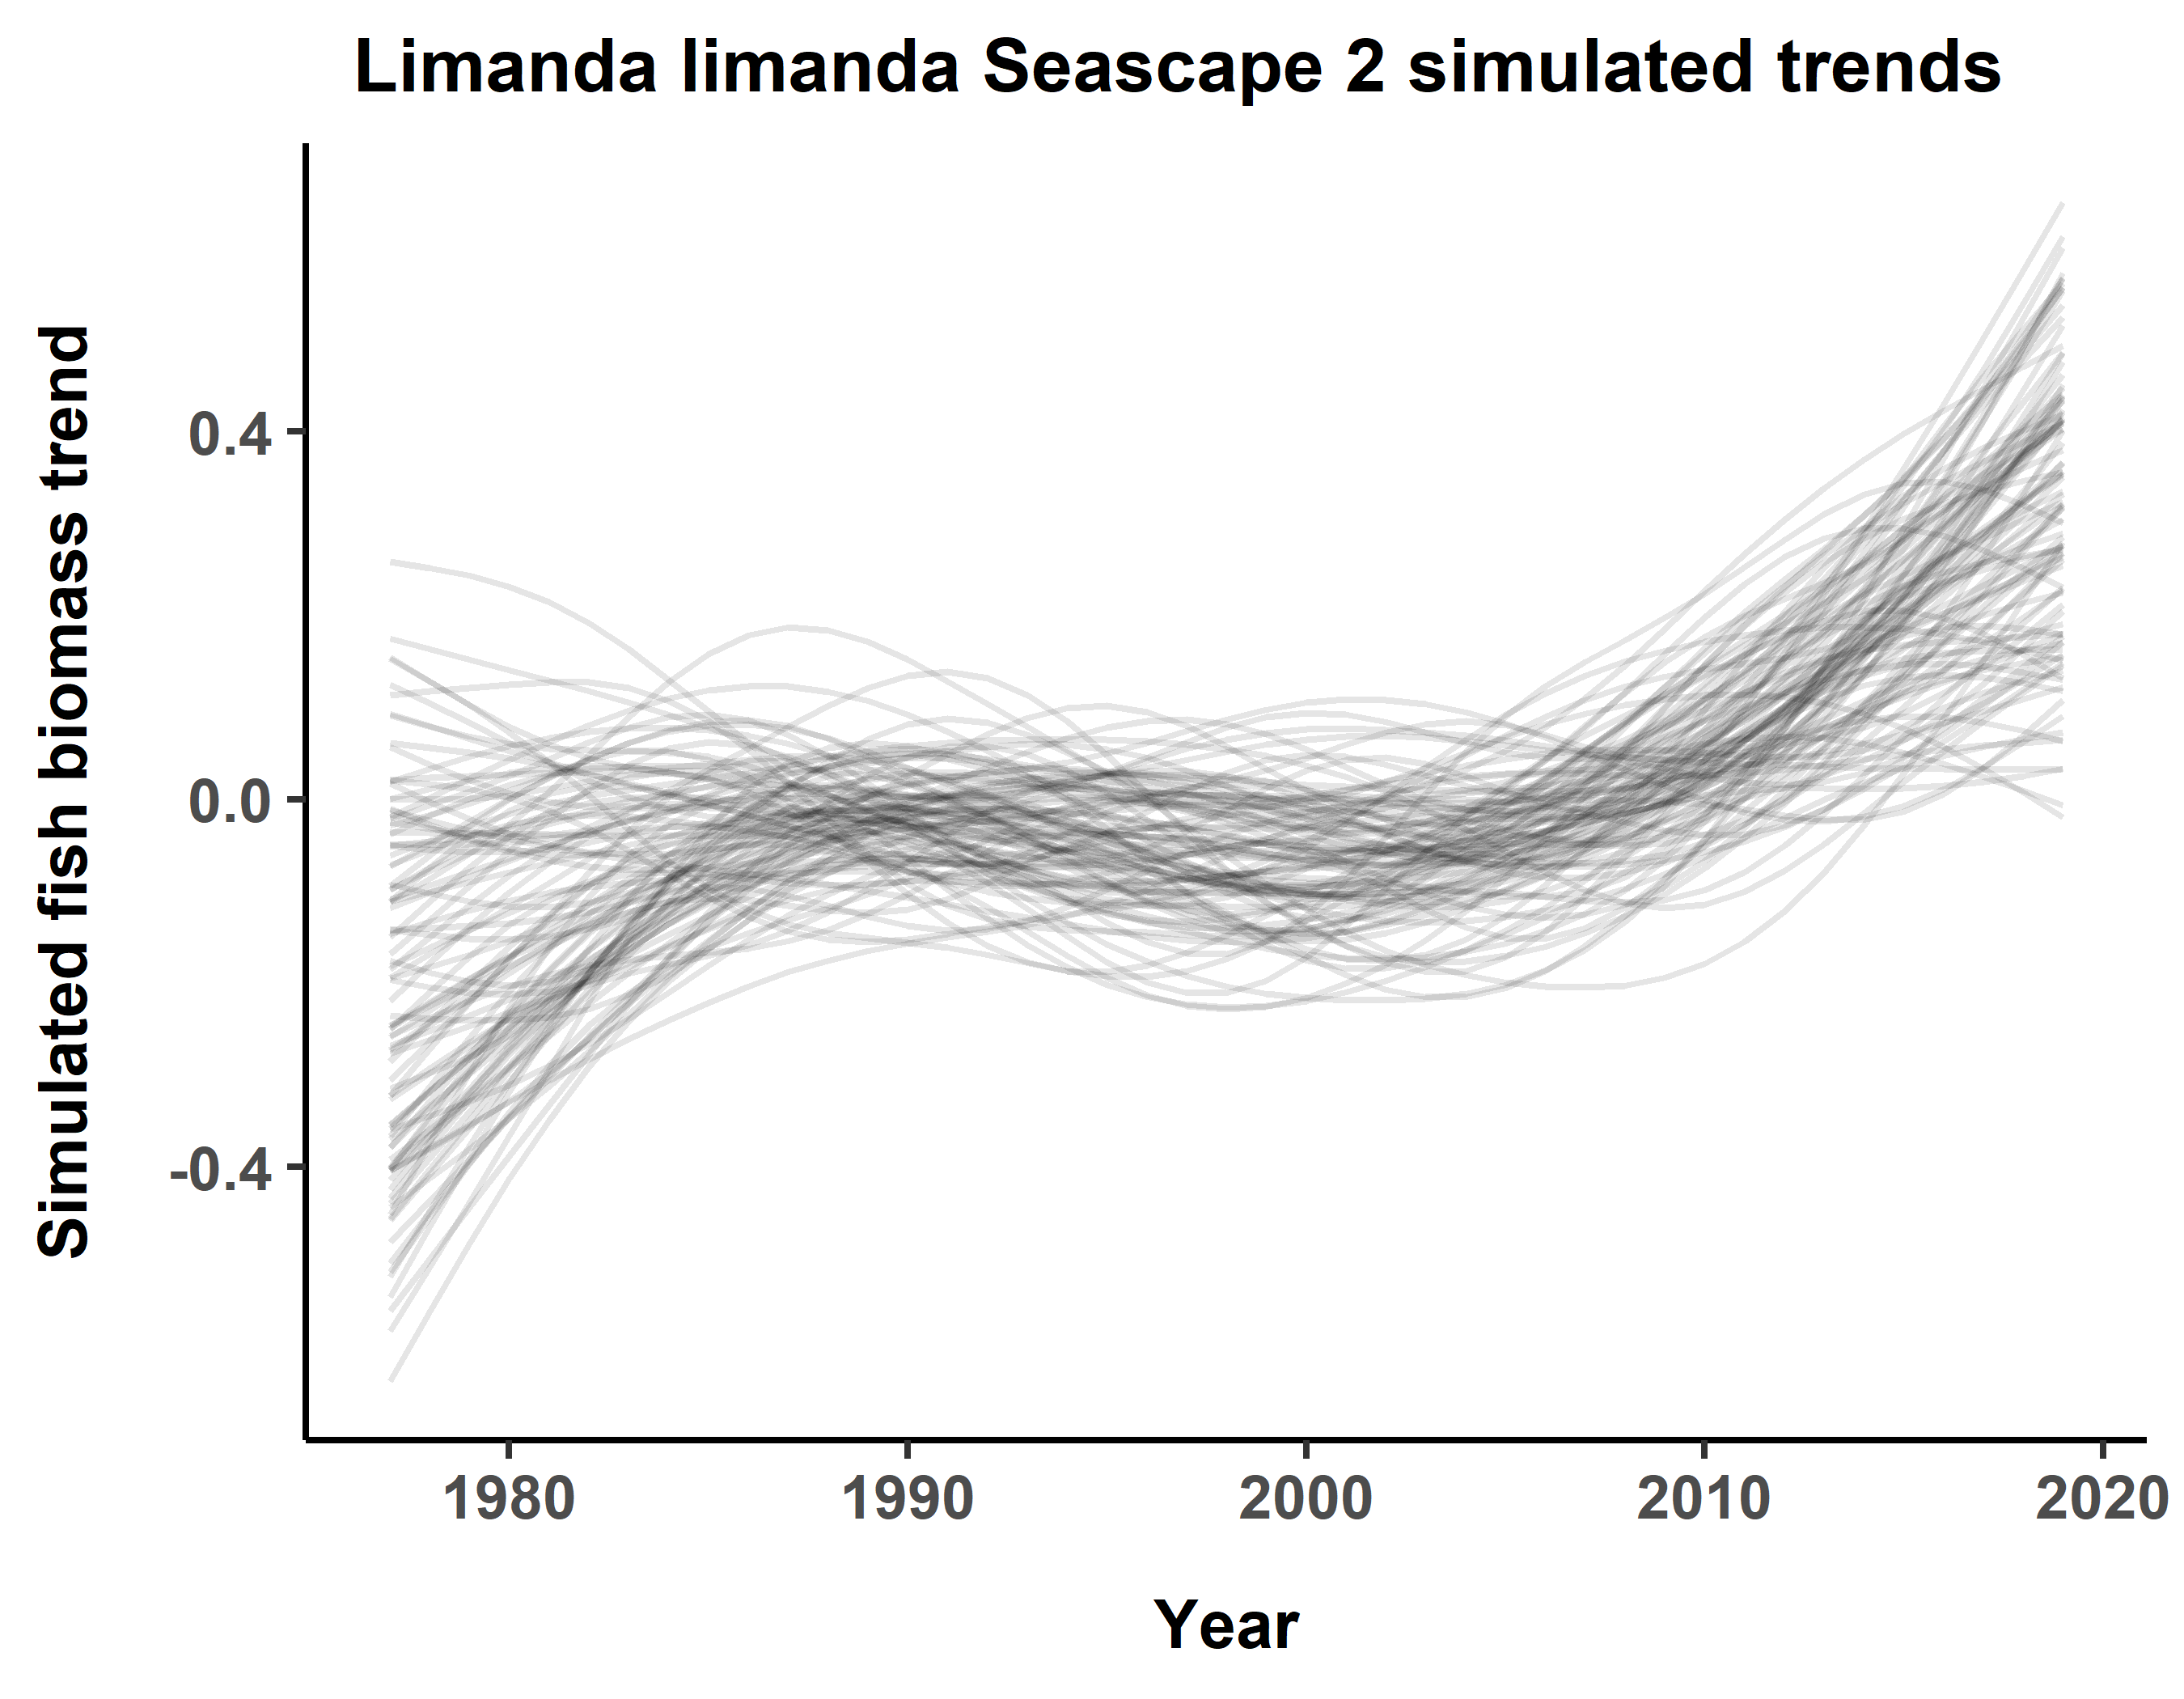 Limanda limanda Seascape 2 simulated trends
Simulated fish biomass trend
0.4
0.0
-0.4
1980 1990 2000 2010 2020
Year